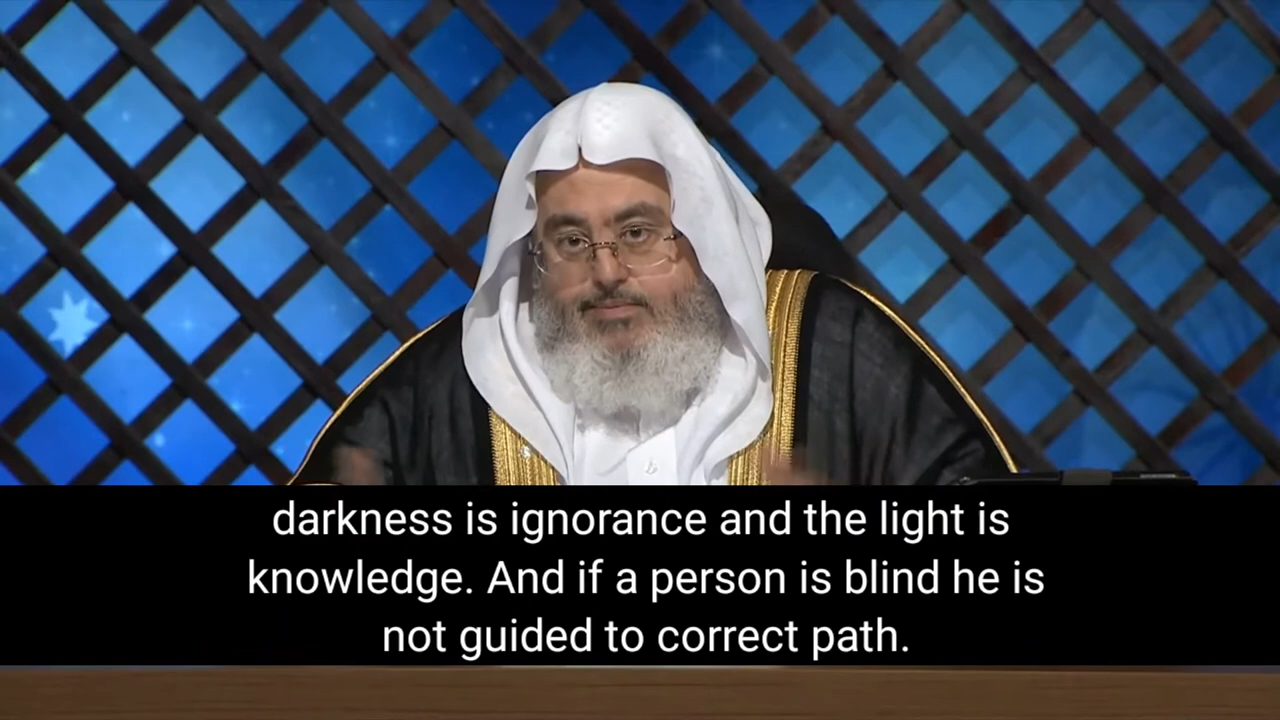 darkness is ignorance and the light is
knowledge. And if a person is blind he is
not guided to correct path.